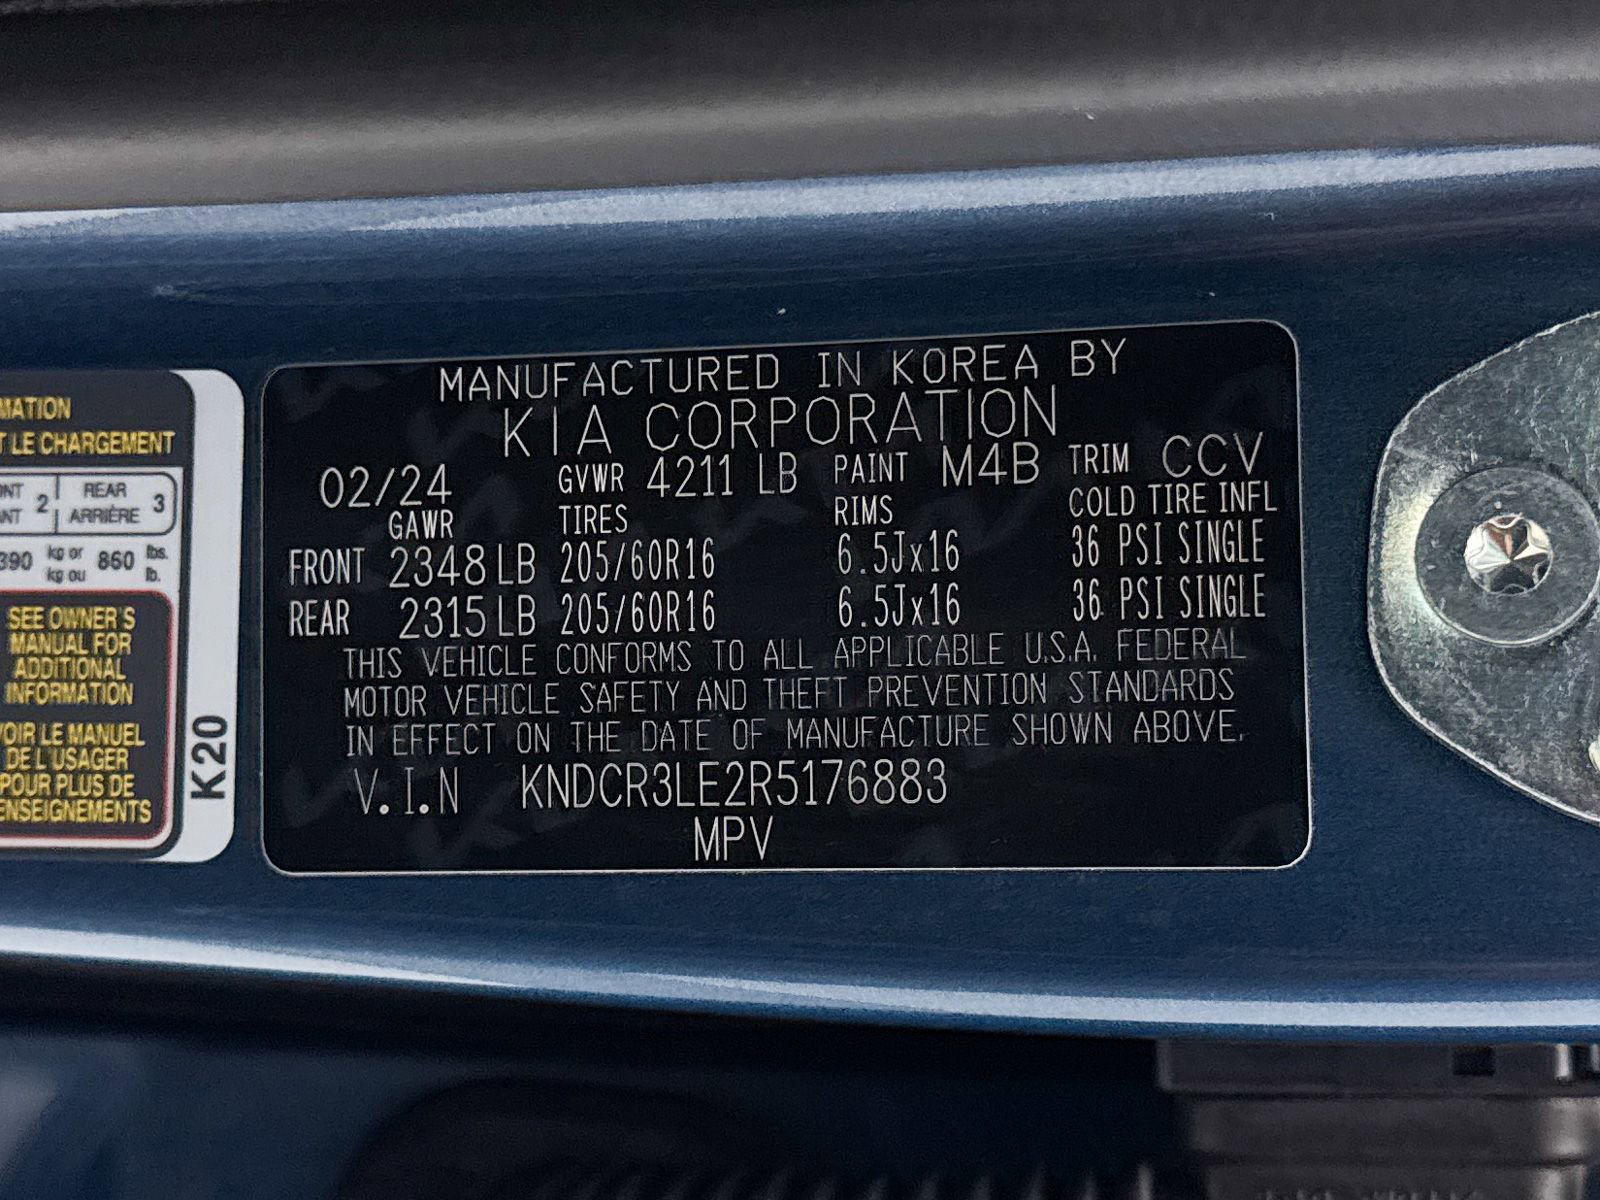 MANUFACTURED IN KOREA BY
KIA CORPORATION
02/24 GVWR 4211 LB PAINT M4B TRIM CCV
GAWR TIRES RIMS COLD TIRE INFL
FRONT 2348 LB 205/60R16 6.5Jx16 36 PSI SINGLE
REAR 2315 LB 205/60R16 6.5Jx16 36 PSI SINGLE
THIS VEHICLE CONFORMS TO ALL APPLICABLE U.S.A. FEDERAL
MOTOR VEHICLE SAFETY AND THEFT PREVENTION STANDARDS
IN EFFECT ON THE DATE OF MANUFACTURE SHOWN ABOVE.
V.I.N KNDCR3LE2R5176883
MPV
LE CHARGEMENT
2 REAR 3
ARRIÈRE
390 kg or 860 lbs.
kg ou lb.
SEE OWNER'S
MANUAL FOR
ADDITIONAL
INFORMATION
VOIR LE MANUEL
DE L'USAGER
POUR PLUS DE
K20